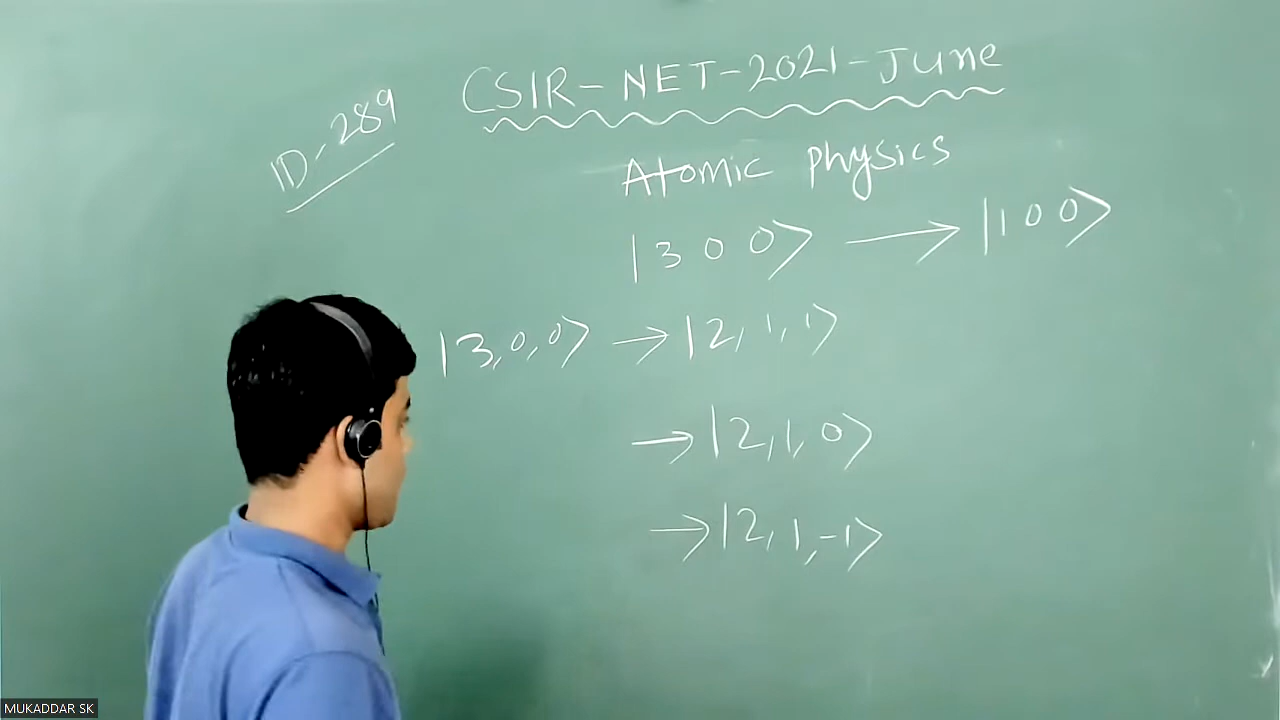 CSIR-NET-2021-June
ID-289
Atomic physics
|3 0 0⟩ → |1 0 0⟩
|3,0,0⟩ → |2,1,1⟩
→ |2,1,0⟩
→ |2,1,-1⟩
MUKADDAR SK